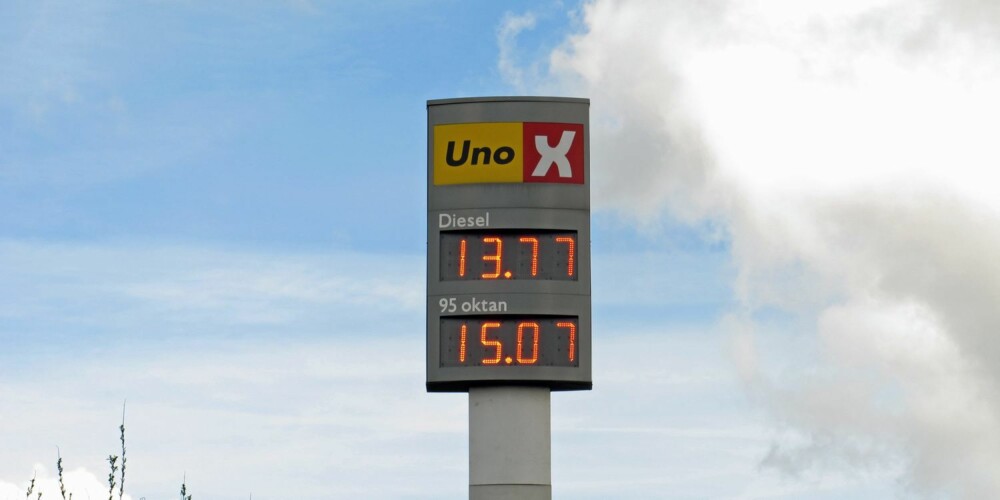 Uno X
Diesel
13.77
95 oktan
15.07